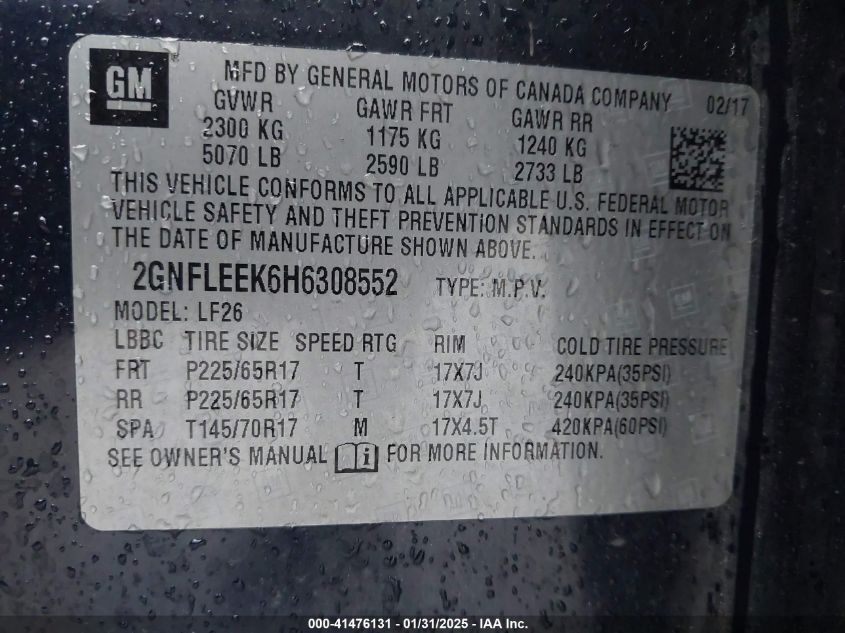 GM
MFD BY GENERAL MOTORS OF CANADA COMPANY 02/17
GVWR GAWR FRT GAWR RR
2300 KG 1175 KG 1240 KG
5070 LB 2590 LB 2733 LB
THIS VEHICLE CONFORMS TO ALL APPLICABLE U.S. FEDERAL MOTOR
VEHICLE SAFETY AND THEFT PREVENTION STANDARDS IN EFFECT ON
THE DATE OF MANUFACTURE SHOWN ABOVE.
2GNFLEEK6H6308552 TYPE: M.P.V.
MODEL: LF26
LBBC TIRE SIZE SPEED RTG RIM COLD TIRE PRESSURE
FRT P225/65R17 T 17X7J 240KPA(35PSI)
RR P225/65R17 T 17X7J 240KPA(35PSI)
SPA T145/70R17 M 17X4.5T 420KPA(60PSI)
SEE OWNER'S MANUAL i FOR MORE INFORMATION.
000-41476131 - 01/31/2025 - IAAI.com